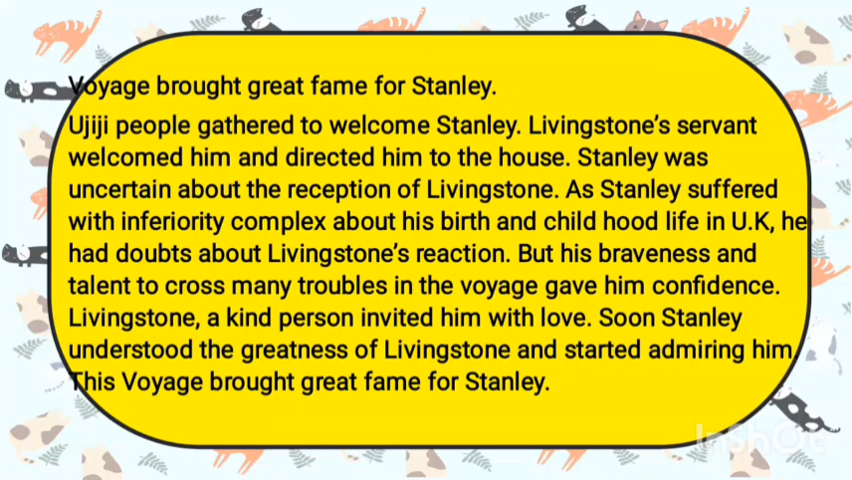 Voyage brought great fame for Stanley.
Ujiji people gathered to welcome Stanley. Livingstone's servant
welcomed him and directed him to the house. Stanley was
uncertain about the reception of Livingstone. As Stanley suffered
with inferiority complex about his birth and child hood life in U.K, he
had doubts about Livingstone's reaction. But his braveness and
talent to cross many troubles in the voyage gave him confidence.
Livingstone, a kind person invited him with love. Soon Stanley
understood the greatness of Livingstone and started admiring him.
This Voyage brought great fame for Stanley.
InShOt